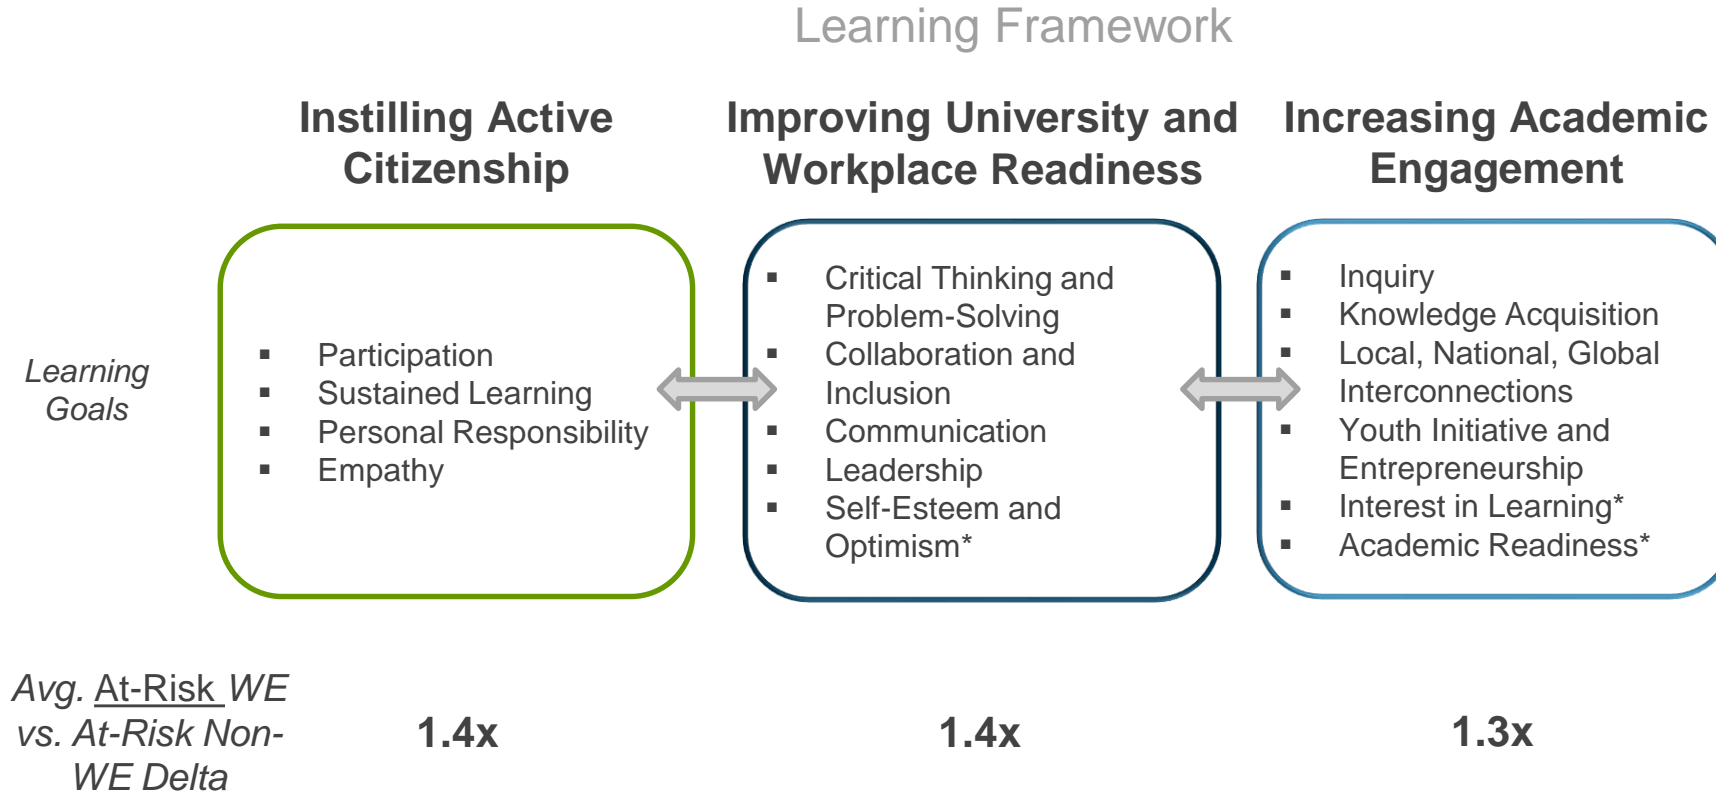 Learning Framework
Instilling Active
Citizenship
Improving University and
Workplace Readiness
Increasing Academic
Engagement
Learning
Goals
▪ Participation
▪ Sustained Learning
▪ Personal Responsibility
▪ Empathy
▪ Critical Thinking and
Problem-Solving
▪ Collaboration and
Inclusion
▪ Communication
▪ Leadership
▪ Self-Esteem and
Optimism*
▪ Inquiry
▪ Knowledge Acquisition
▪ Local, National, Global
Interconnections
▪ Youth Initiative and
Entrepreneurship
▪ Interest in Learning*
▪ Academic Readiness*
Avg. At-Risk WE
vs. At-Risk Non-
WE Delta
1.4x
1.4x
1.3x